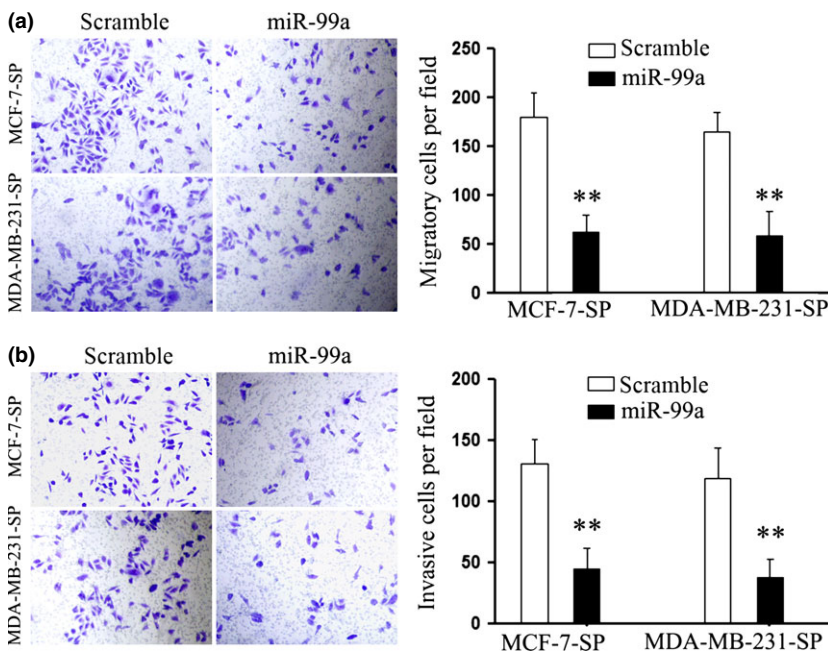 (a)
Scramble miR-99a
MCF-7-SP
MDA-MB-231-SP
Migratory cells per field
250
200
150
100
50
0
Scramble
miR-99a
**
**
MCF-7-SP MDA-MB-231-SP
(b)
Scramble miR-99a
MCF-7-SP
MDA-MB-231-SP
Invasive cells per field
200
150
100
50
0
Scramble
miR-99a
**
**
MCF-7-SP MDA-MB-231-SP